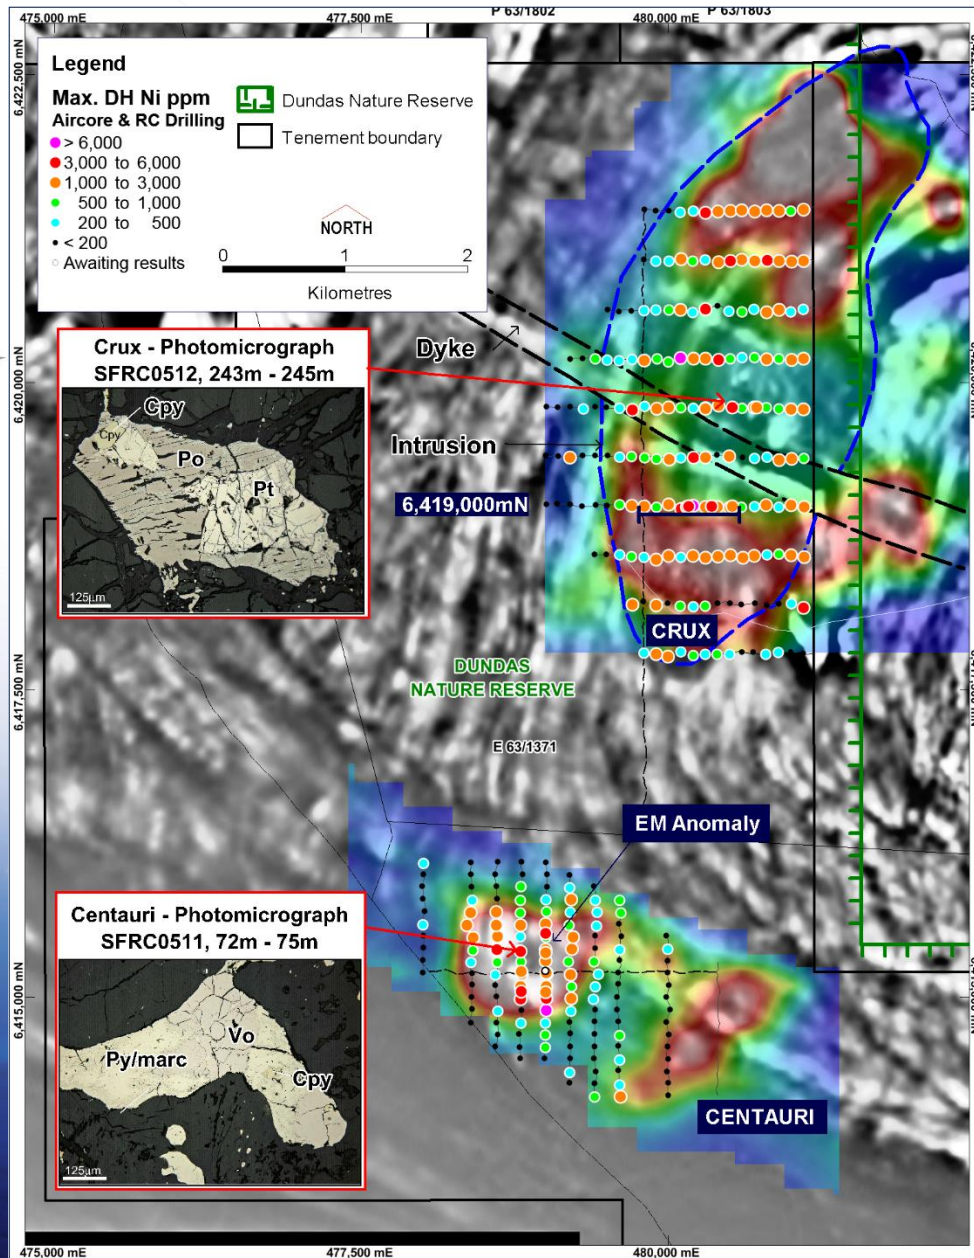 475,000 mE
477,500 mE
P 63/1802
480,000 mE
P 63/1803
6,422,500 mN
Legend
Max. DH Ni ppm
Aircore & RC Drilling
> 6,000
3,000 to 6,000
1,000 to 3,000
500 to 1,000
200 to 500
< 200
Awaiting results
Dundas Nature Reserve
Tenement boundary
NORTH
0 1 2
Kilometres
Dyke
Crux - Photomicrograph
SFRC0512, 243m - 245m
Cpy
Cpy
Po
Pt
125µm
6,420,000 mN
Intrusion
6,419,000mN
CRUX
DUNDAS
NATURE RESERVE
6,417,500 mN
E 63/1371
EM Anomaly
Centauri - Photomicrograph
SFRC0511, 72m - 75m
Vo
Py/marc
Cpy
125µm
6,415,000 mN
CENTAURI
475,000 mE
477,500 mE
480,000 mE